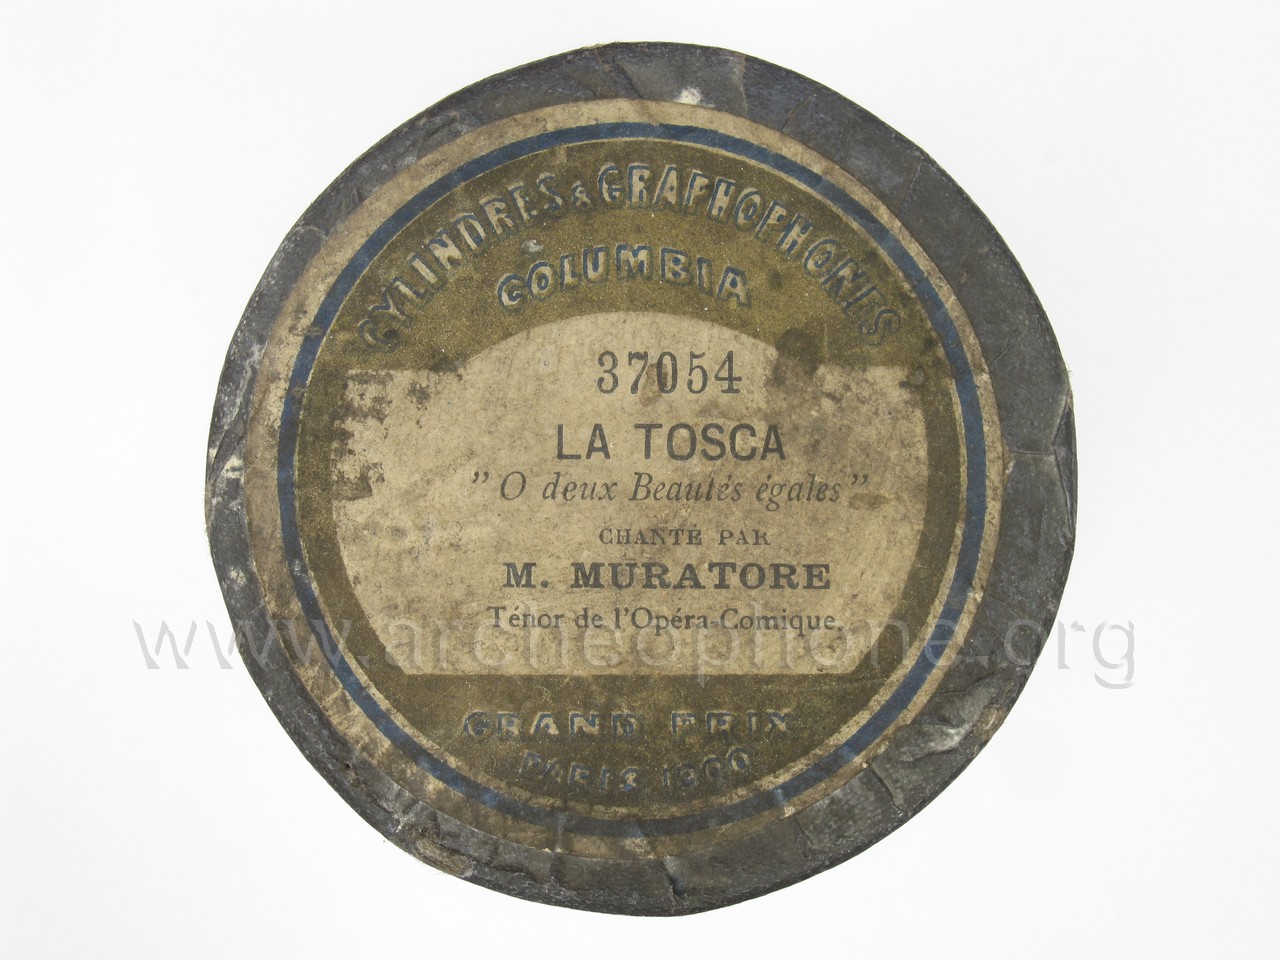 CYLINDRES & GRAPHOPHONES
COLUMBIA
37054
LA TOSCA
"O deux Beautés égales"
CHANTÉ PAR
M. MURATORE
Ténor de l'Opéra-Comique.
www.archeophone.org
GRAND PRIX
PARIS 1900